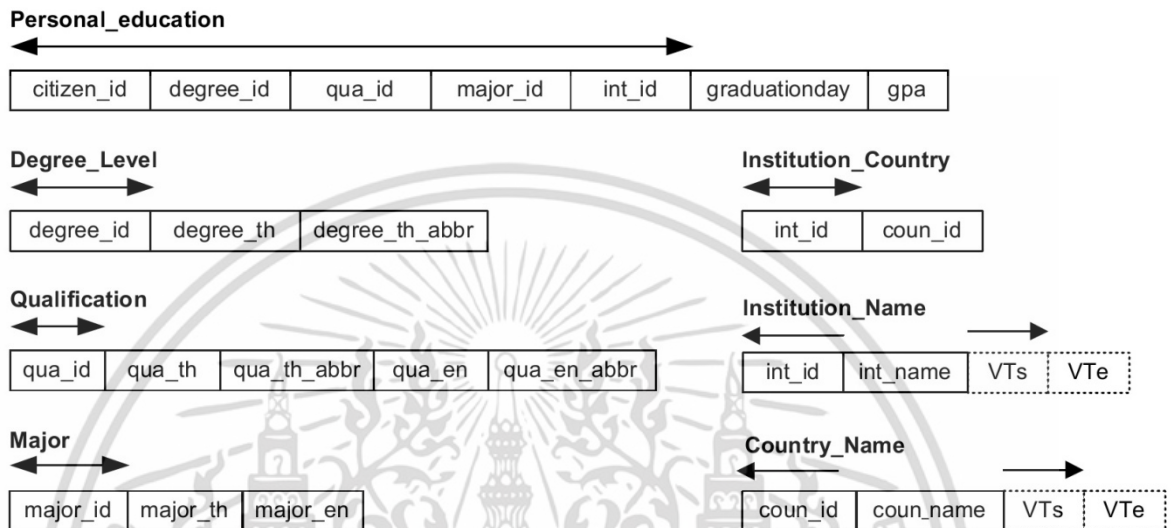 Personal_education
citizen_id degree_id qua_id major_id int_id graduationday gpa
Degree_Level
degree_id degree_th degree_th_abbr
Institution_Country
int_id coun_id
Qualification
qua_id qua_th qua_th_abbr qua_en qua_en_abbr
Institution_Name
int_id int_name VTs VTe
Major
major_id major_th major_en
Country_Name
coun_id coun_name VTs VTe